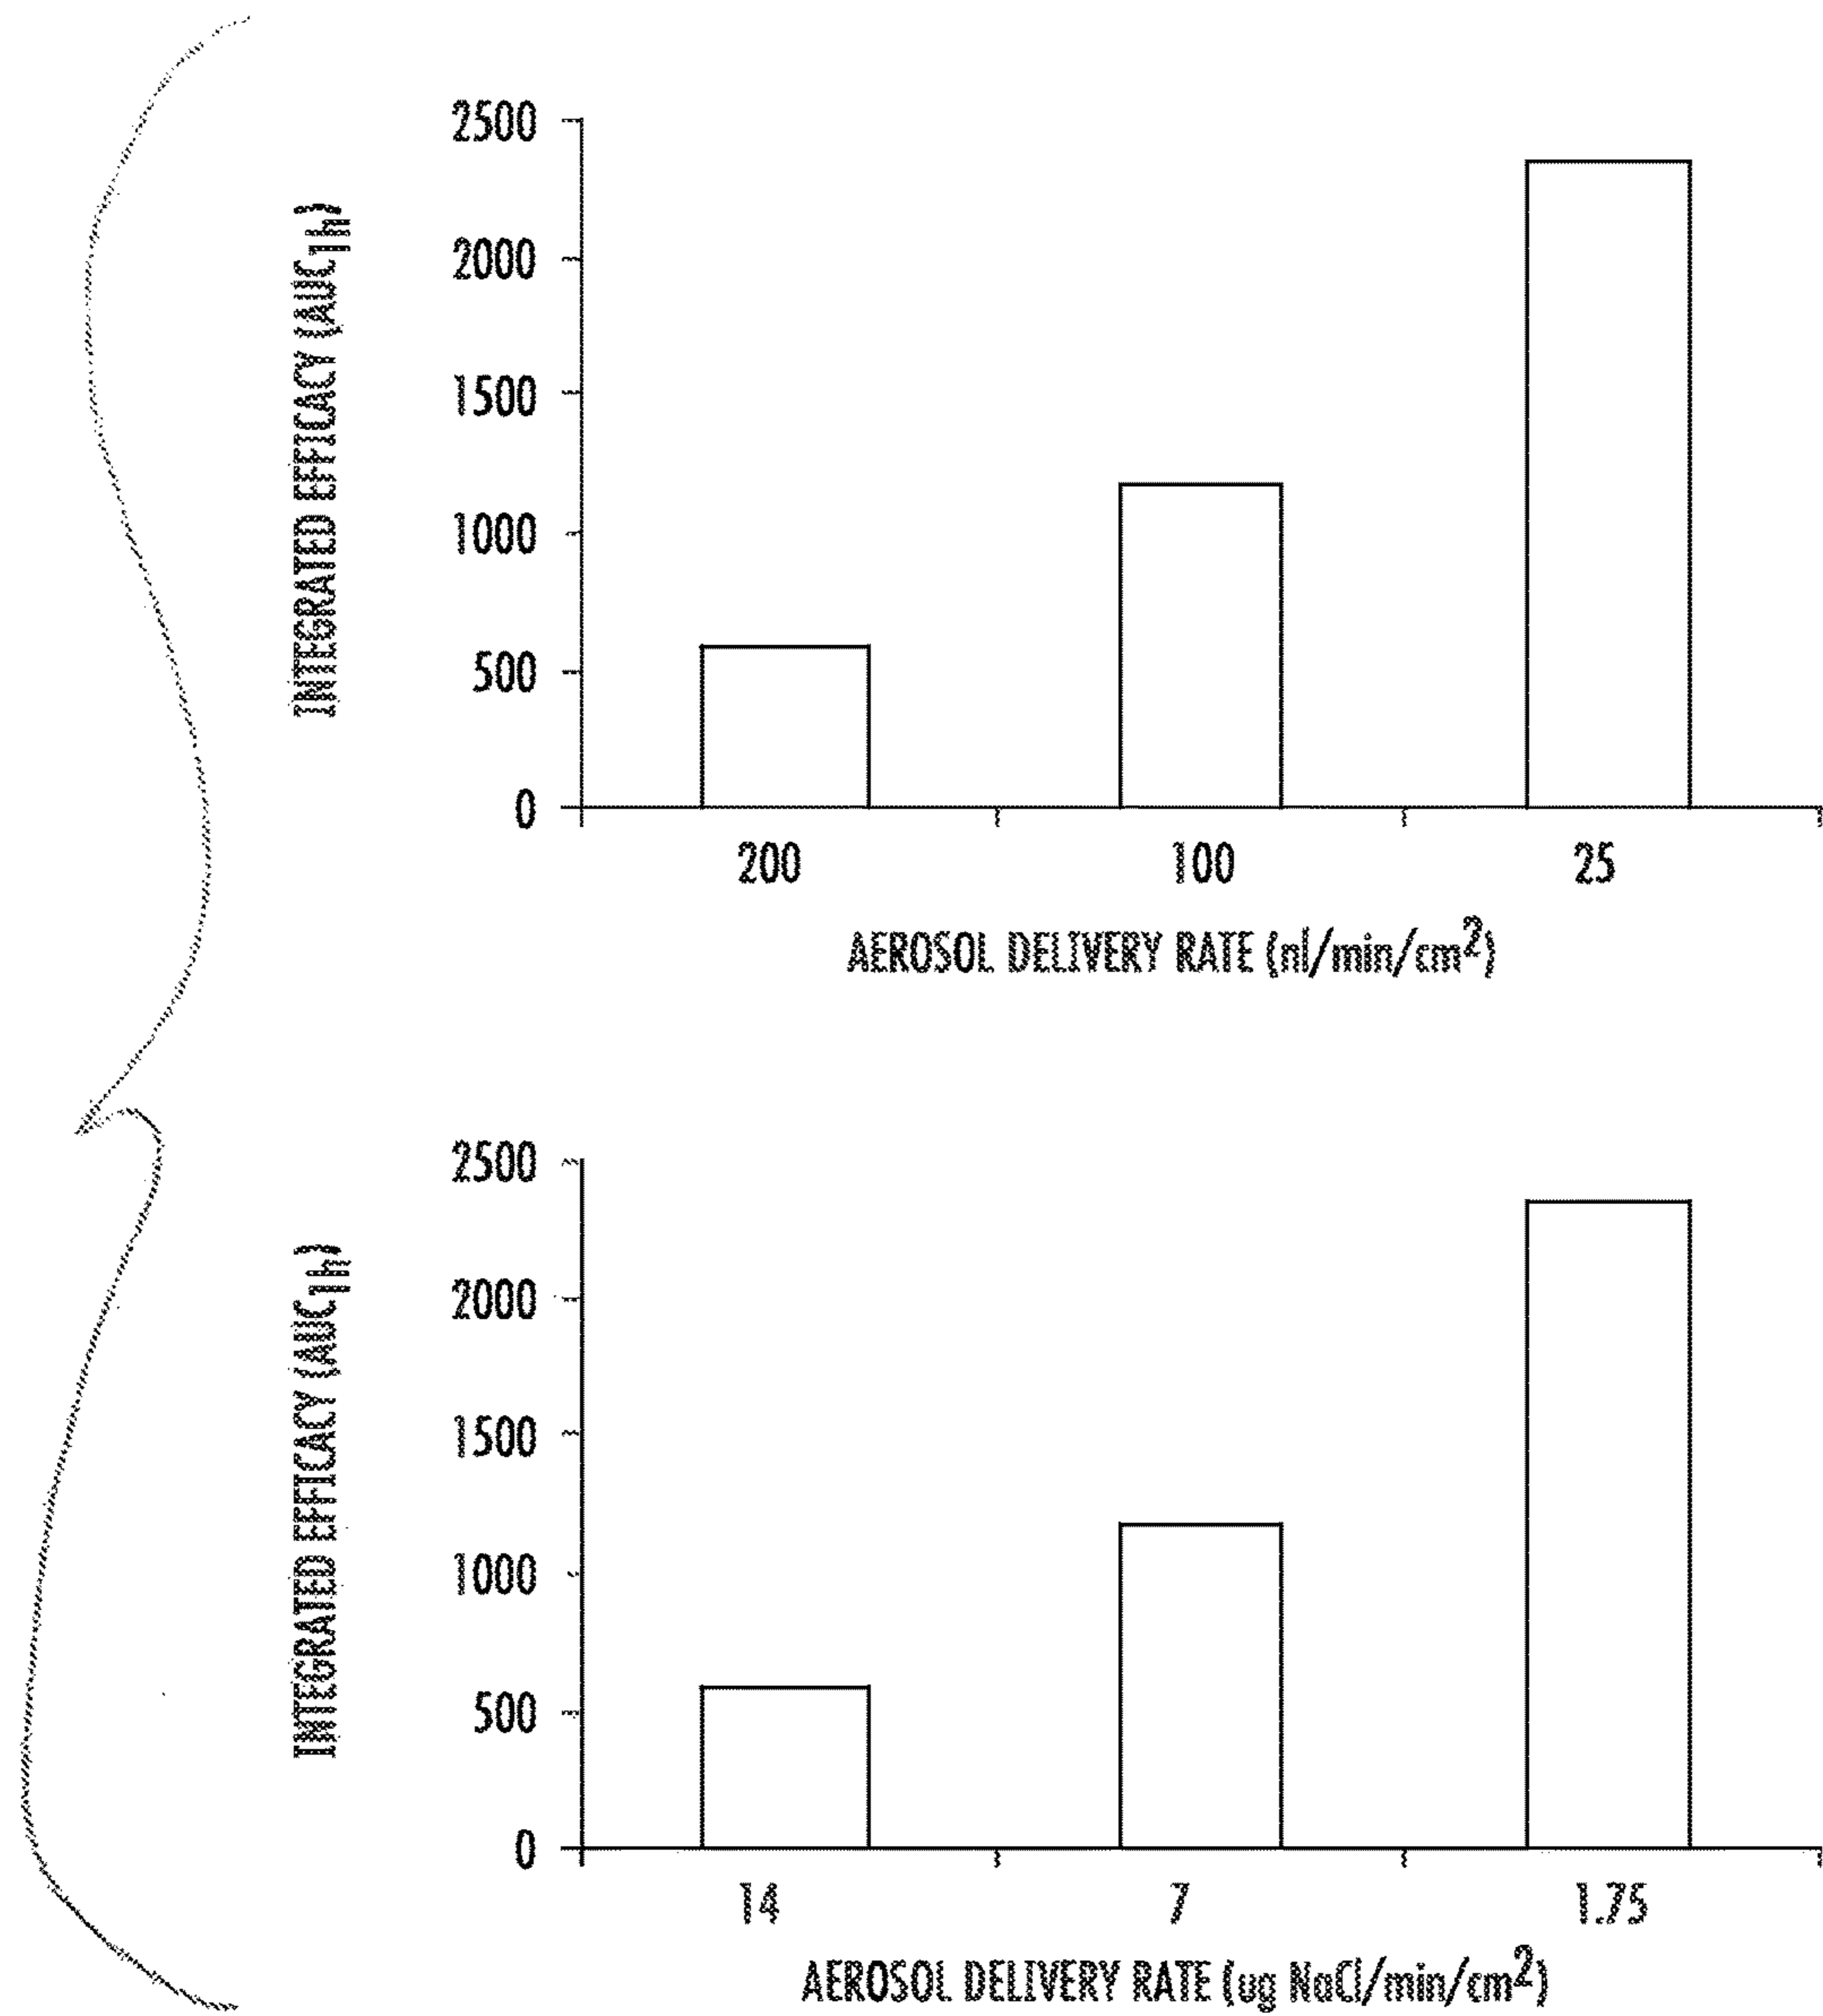 INTEGRATED EFFICACY (AUC1h)
2500
2000
1500
1000
500
0
200 100 25
AEROSOL DELIVERY RATE (nl/min/cm²)
INTEGRATED EFFICACY (AUC1h)
2500
2000
1500
1000
500
0
14 7 1.75
AEROSOL DELIVERY RATE (ug NaCl/min/cm²)